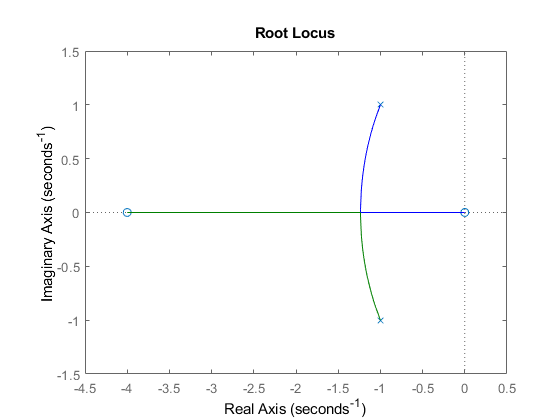 Root Locus
Imaginary Axis (seconds⁻¹)
1.5
1
0.5
0
-0.5
-1
-1.5
-4.5 -4 -3.5 -3 -2.5 -2 -1.5 -1 -0.5 0 0.5
Real Axis (seconds⁻¹)